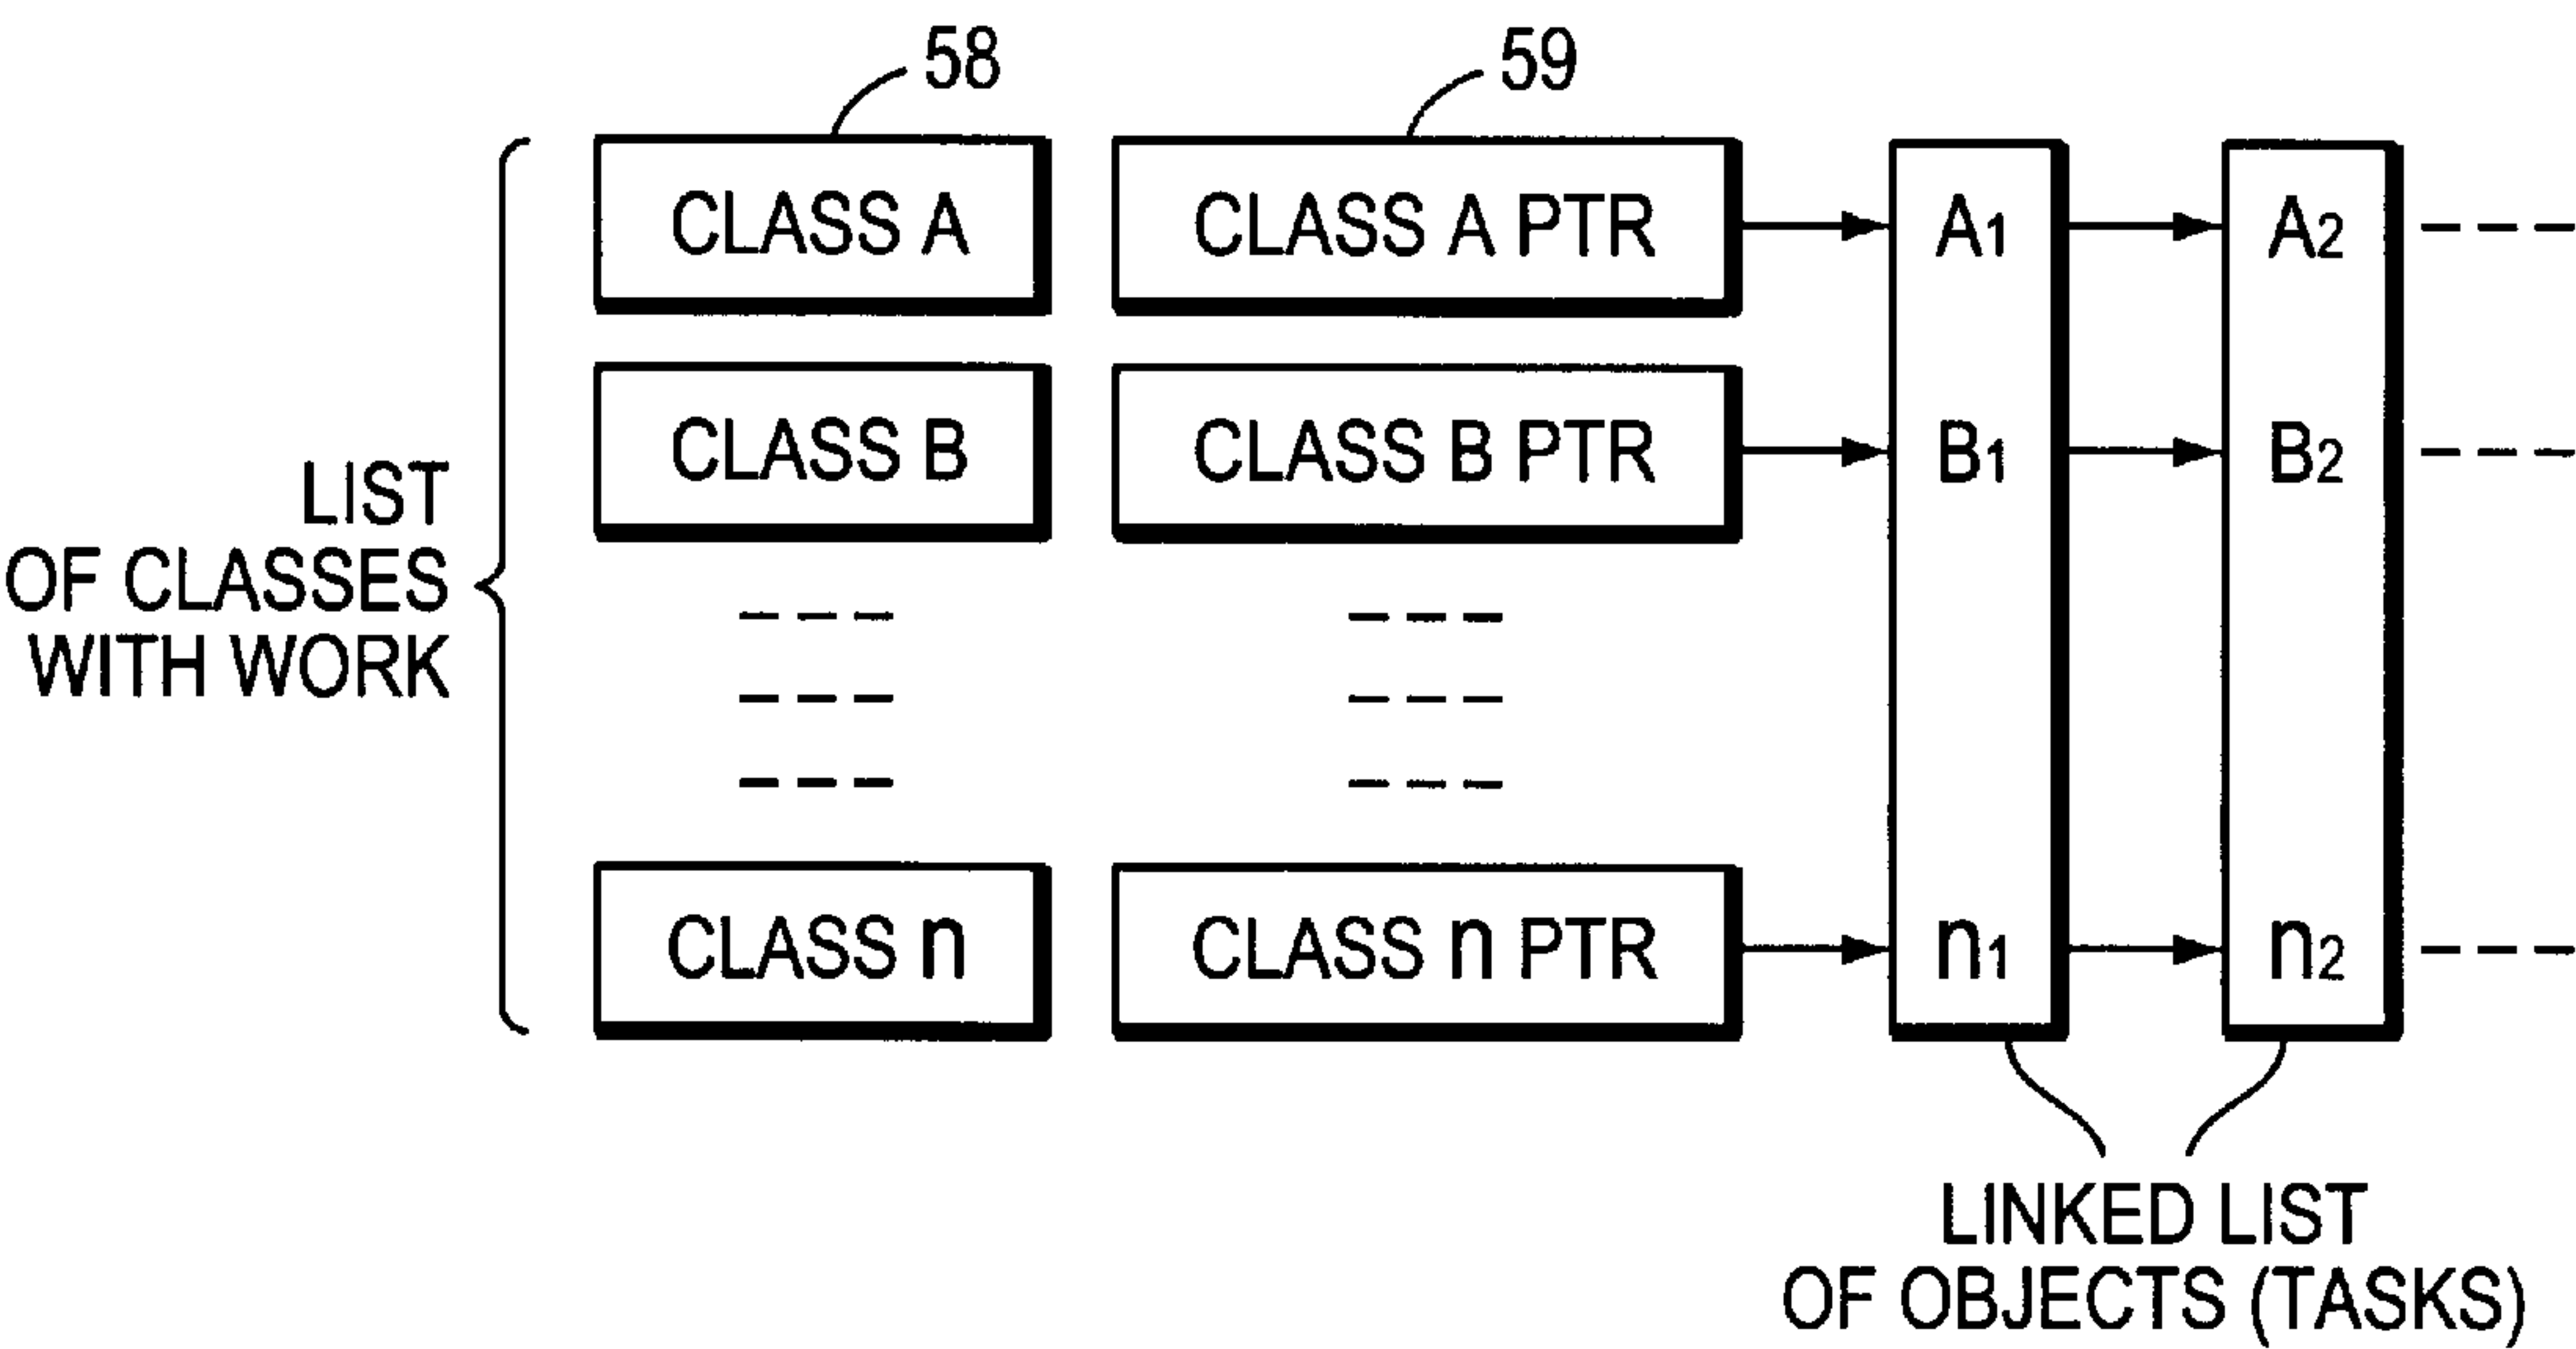 58
59
CLASS A
CLASS A PTR
A1
A2
CLASS B
CLASS B PTR
B1
B2
LIST
OF CLASSES
WITH WORK
CLASS n
CLASS n PTR
n1
n2
LINKED LIST
OF OBJECTS (TASKS)